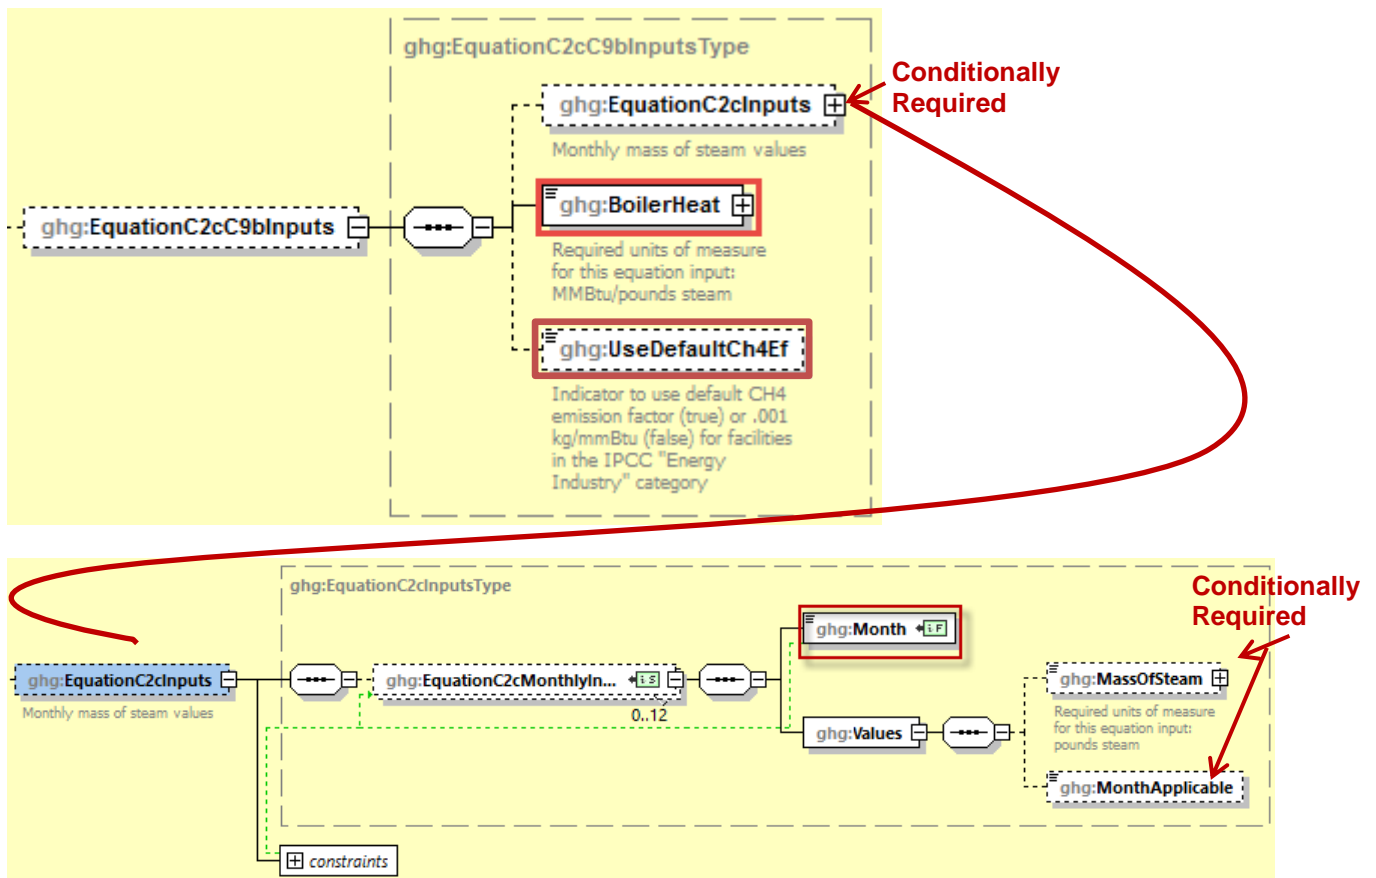 ghg:EquationC2cC9bInputsType
Conditionally
Required
ghg:EquationC2cInputs
Monthly mass of steam values
ghg:BoilerHeat
ghg:EquationC2cC9bInputs
Required units of measure
for this equation input:
MMBtu/pounds steam
ghg:UseDefaultCh4Ef
Indicator to use default CH4
emission factor (true) or .001
kg/mmBtu (false) for facilities
in the IPCC "Energy
Industry" category
ghg:EquationC2cInputsType
Conditionally
Required
ghg:Month iF
ghg:EquationC2cInputs
Monthly mass of steam values
ghg:EquationC2cMonthlyIn... iS
0..12
ghg:MassOfSteam
Required units of measure
for this equation input:
pounds steam
ghg:Values
ghg:MonthApplicable
constraints